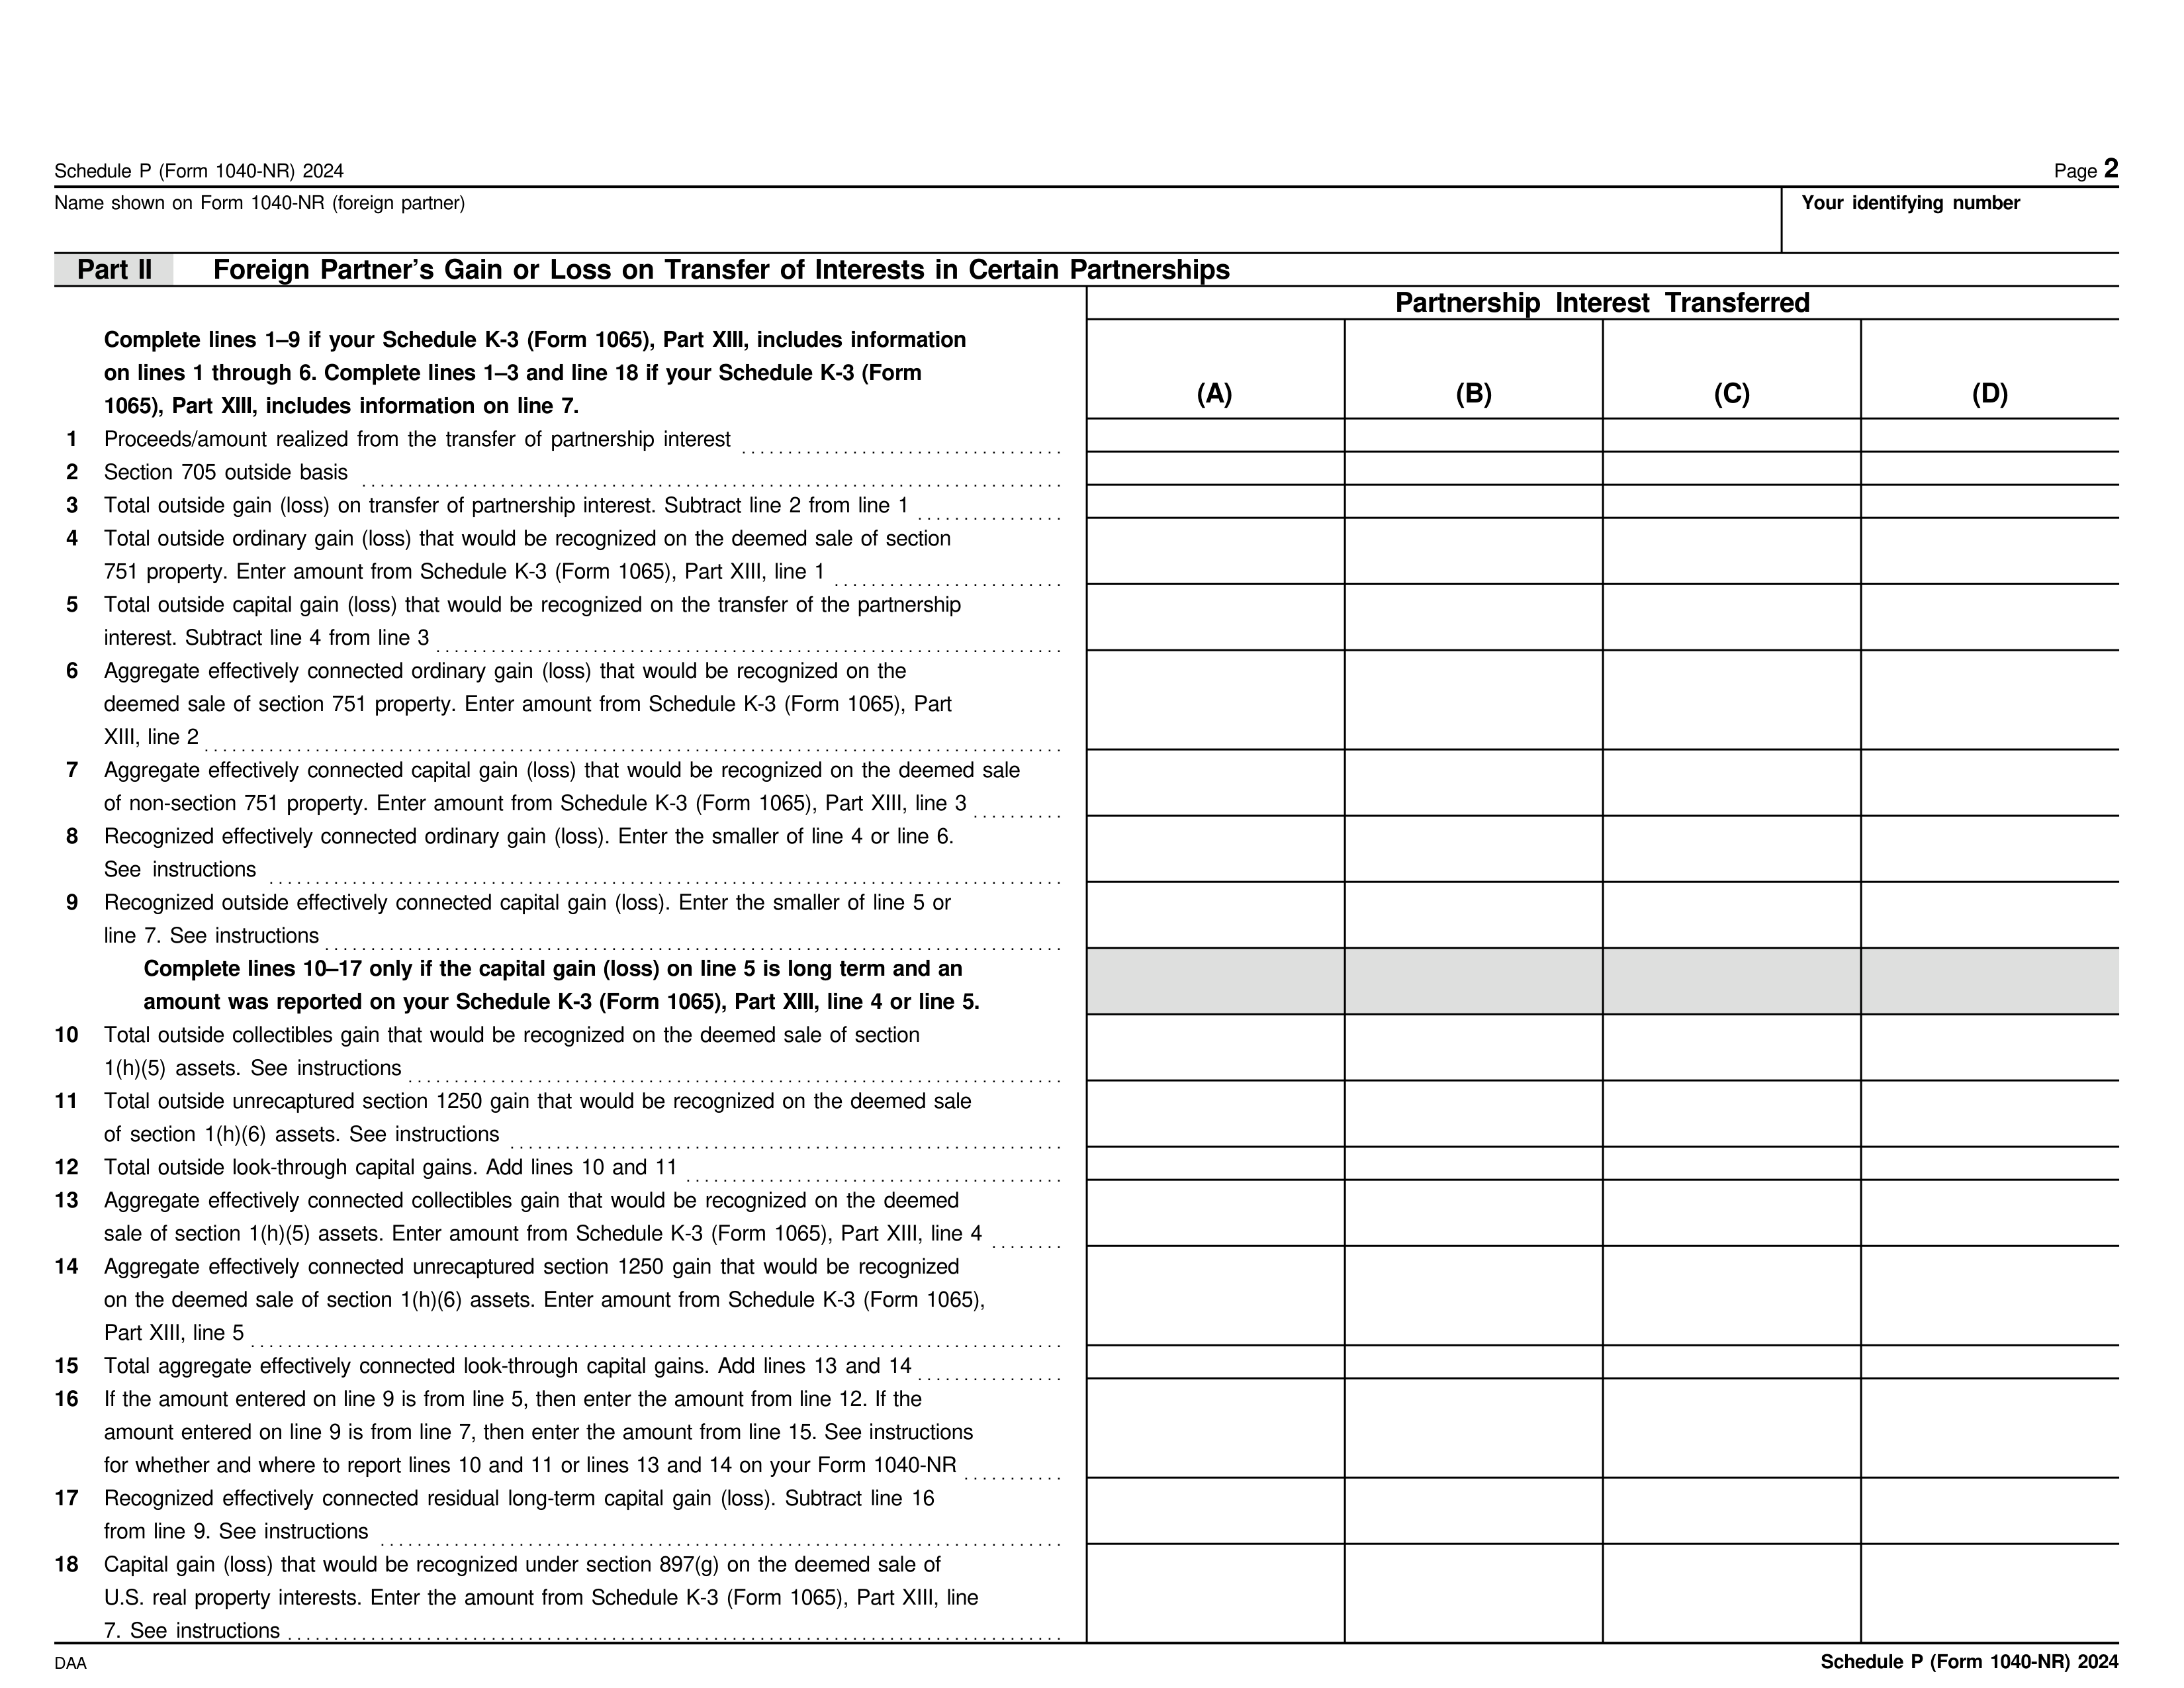 Schedule P (Form 1040-NR) 2024 Page 2
Name shown on Form 1040-NR (foreign partner) Your identifying number
Part II Foreign Partner's Gain or Loss on Transfer of Interests in Certain Partnerships
Partnership Interest Transferred
Complete lines 1–9 if your Schedule K-3 (Form 1065), Part XIII, includes information
on lines 1 through 6. Complete lines 1–3 and line 18 if your Schedule K-3 (Form
1065), Part XIII, includes information on line 7.
(A) (B) (C) (D)
1 Proceeds/amount realized from the transfer of partnership interest
2 Section 705 outside basis
3 Total outside gain (loss) on transfer of partnership interest. Subtract line 2 from line 1
4 Total outside ordinary gain (loss) that would be recognized on the deemed sale of section
751 property. Enter amount from Schedule K-3 (Form 1065), Part XIII, line 1
5 Total outside capital gain (loss) that would be recognized on the transfer of the partnership
interest. Subtract line 4 from line 3
6 Aggregate effectively connected ordinary gain (loss) that would be recognized on the
deemed sale of section 751 property. Enter amount from Schedule K-3 (Form 1065), Part
XIII, line 2
7 Aggregate effectively connected capital gain (loss) that would be recognized on the deemed sale
of non-section 751 property. Enter amount from Schedule K-3 (Form 1065), Part XIII, line 3
8 Recognized effectively connected ordinary gain (loss). Enter the smaller of line 4 or line 6.
See instructions
9 Recognized outside effectively connected capital gain (loss). Enter the smaller of line 5 or
line 7. See instructions
Complete lines 10–17 only if the capital gain (loss) on line 5 is long term and an
amount was reported on your Schedule K-3 (Form 1065), Part XIII, line 4 or line 5.
10 Total outside collectibles gain that would be recognized on the deemed sale of section
1(h)(5) assets. See instructions
11 Total outside unrecaptured section 1250 gain that would be recognized on the deemed sale
of section 1(h)(6) assets. See instructions
12 Total outside look-through capital gains. Add lines 10 and 11
13 Aggregate effectively connected collectibles gain that would be recognized on the deemed
sale of section 1(h)(5) assets. Enter amount from Schedule K-3 (Form 1065), Part XIII, line 4
14 Aggregate effectively connected unrecaptured section 1250 gain that would be recognized
on the deemed sale of section 1(h)(6) assets. Enter amount from Schedule K-3 (Form 1065),
Part XIII, line 5
15 Total aggregate effectively connected look-through capital gains. Add lines 13 and 14
16 If the amount entered on line 9 is from line 5, then enter the amount from line 12. If the
amount entered on line 9 is from line 7, then enter the amount from line 15. See instructions
for whether and where to report lines 10 and 11 or lines 13 and 14 on your Form 1040-NR
17 Recognized effectively connected residual long-term capital gain (loss). Subtract line 16
from line 9. See instructions
18 Capital gain (loss) that would be recognized under section 897(g) on the deemed sale of
U.S. real property interests. Enter the amount from Schedule K-3 (Form 1065), Part XIII, line
7. See instructions
DAA Schedule P (Form 1040-NR) 2024